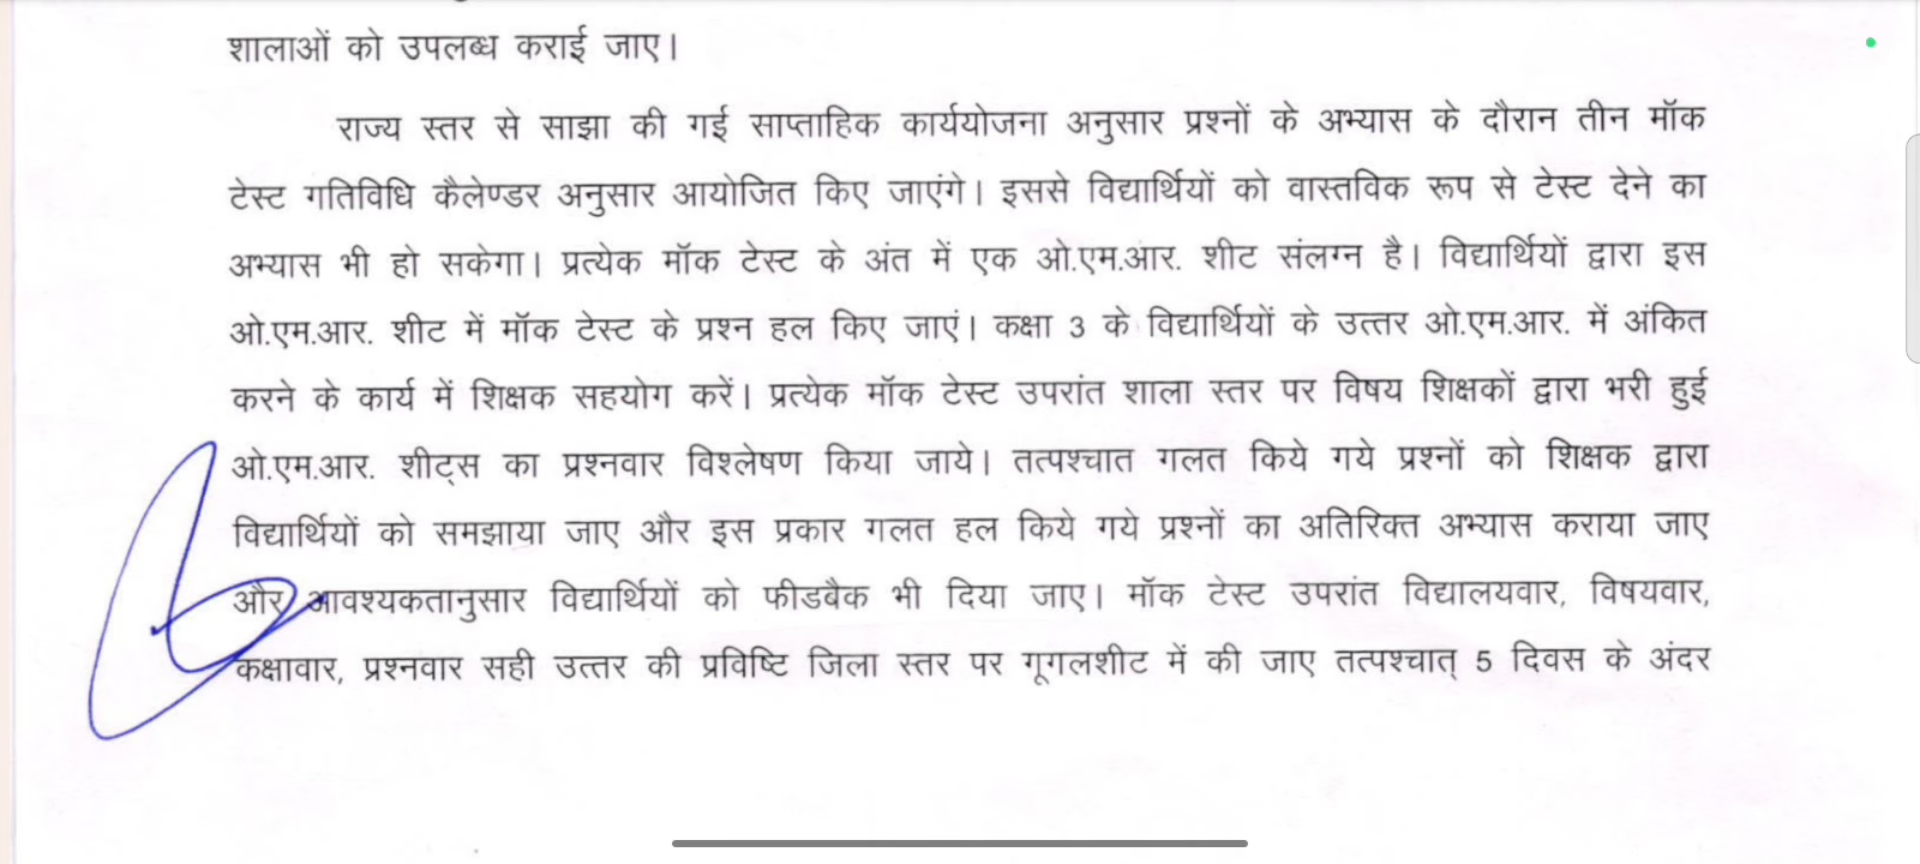 शालाओं को उपलब्ध कराई जाए।
राज्य स्तर से साझा की गई साप्ताहिक कार्ययोजना अनुसार प्रश्नों के अभ्यास के दौरान तीन मॉक
टेस्ट गतिविधि कैलेण्डर अनुसार आयोजित किए जाएंगे। इससे विद्यार्थियों को वास्तविक रूप से टेस्ट देने का
अभ्यास भी हो सकेगा। प्रत्येक मॉक टेस्ट के अंत में एक ओ.एम.आर. शीट संलग्न है। विद्यार्थियों द्वारा इस
ओ.एम.आर. शीट में मॉक टेस्ट के प्रश्न हल किए जाएं। कक्षा 3 के विद्यार्थियों के उत्तर ओ.एम.आर. में अंकित
करने के कार्य में शिक्षक सहयोग करें। प्रत्येक मॉक टेस्ट उपरांत शाला स्तर पर विषय शिक्षकों द्वारा भरी हुई
ओ.एम.आर. शीट्स का प्रश्नवार विश्लेषण किया जाये। तत्पश्चात गलत किये गये प्रश्नों को शिक्षक द्वारा
विद्यार्थियों को समझाया जाए और इस प्रकार गलत हल किये गये प्रश्नों का अतिरिक्त अभ्यास कराया जाए
और आवश्यकतानुसार विद्यार्थियों को फीडबैक भी दिया जाए। मॉक टेस्ट उपरांत विद्यालयवार, विषयवार,
कक्षावार, प्रश्नवार सही उत्तर की प्रविष्टि जिला स्तर पर गूगलशीट में की जाए तत्पश्चात् 5 दिवस के अंदर